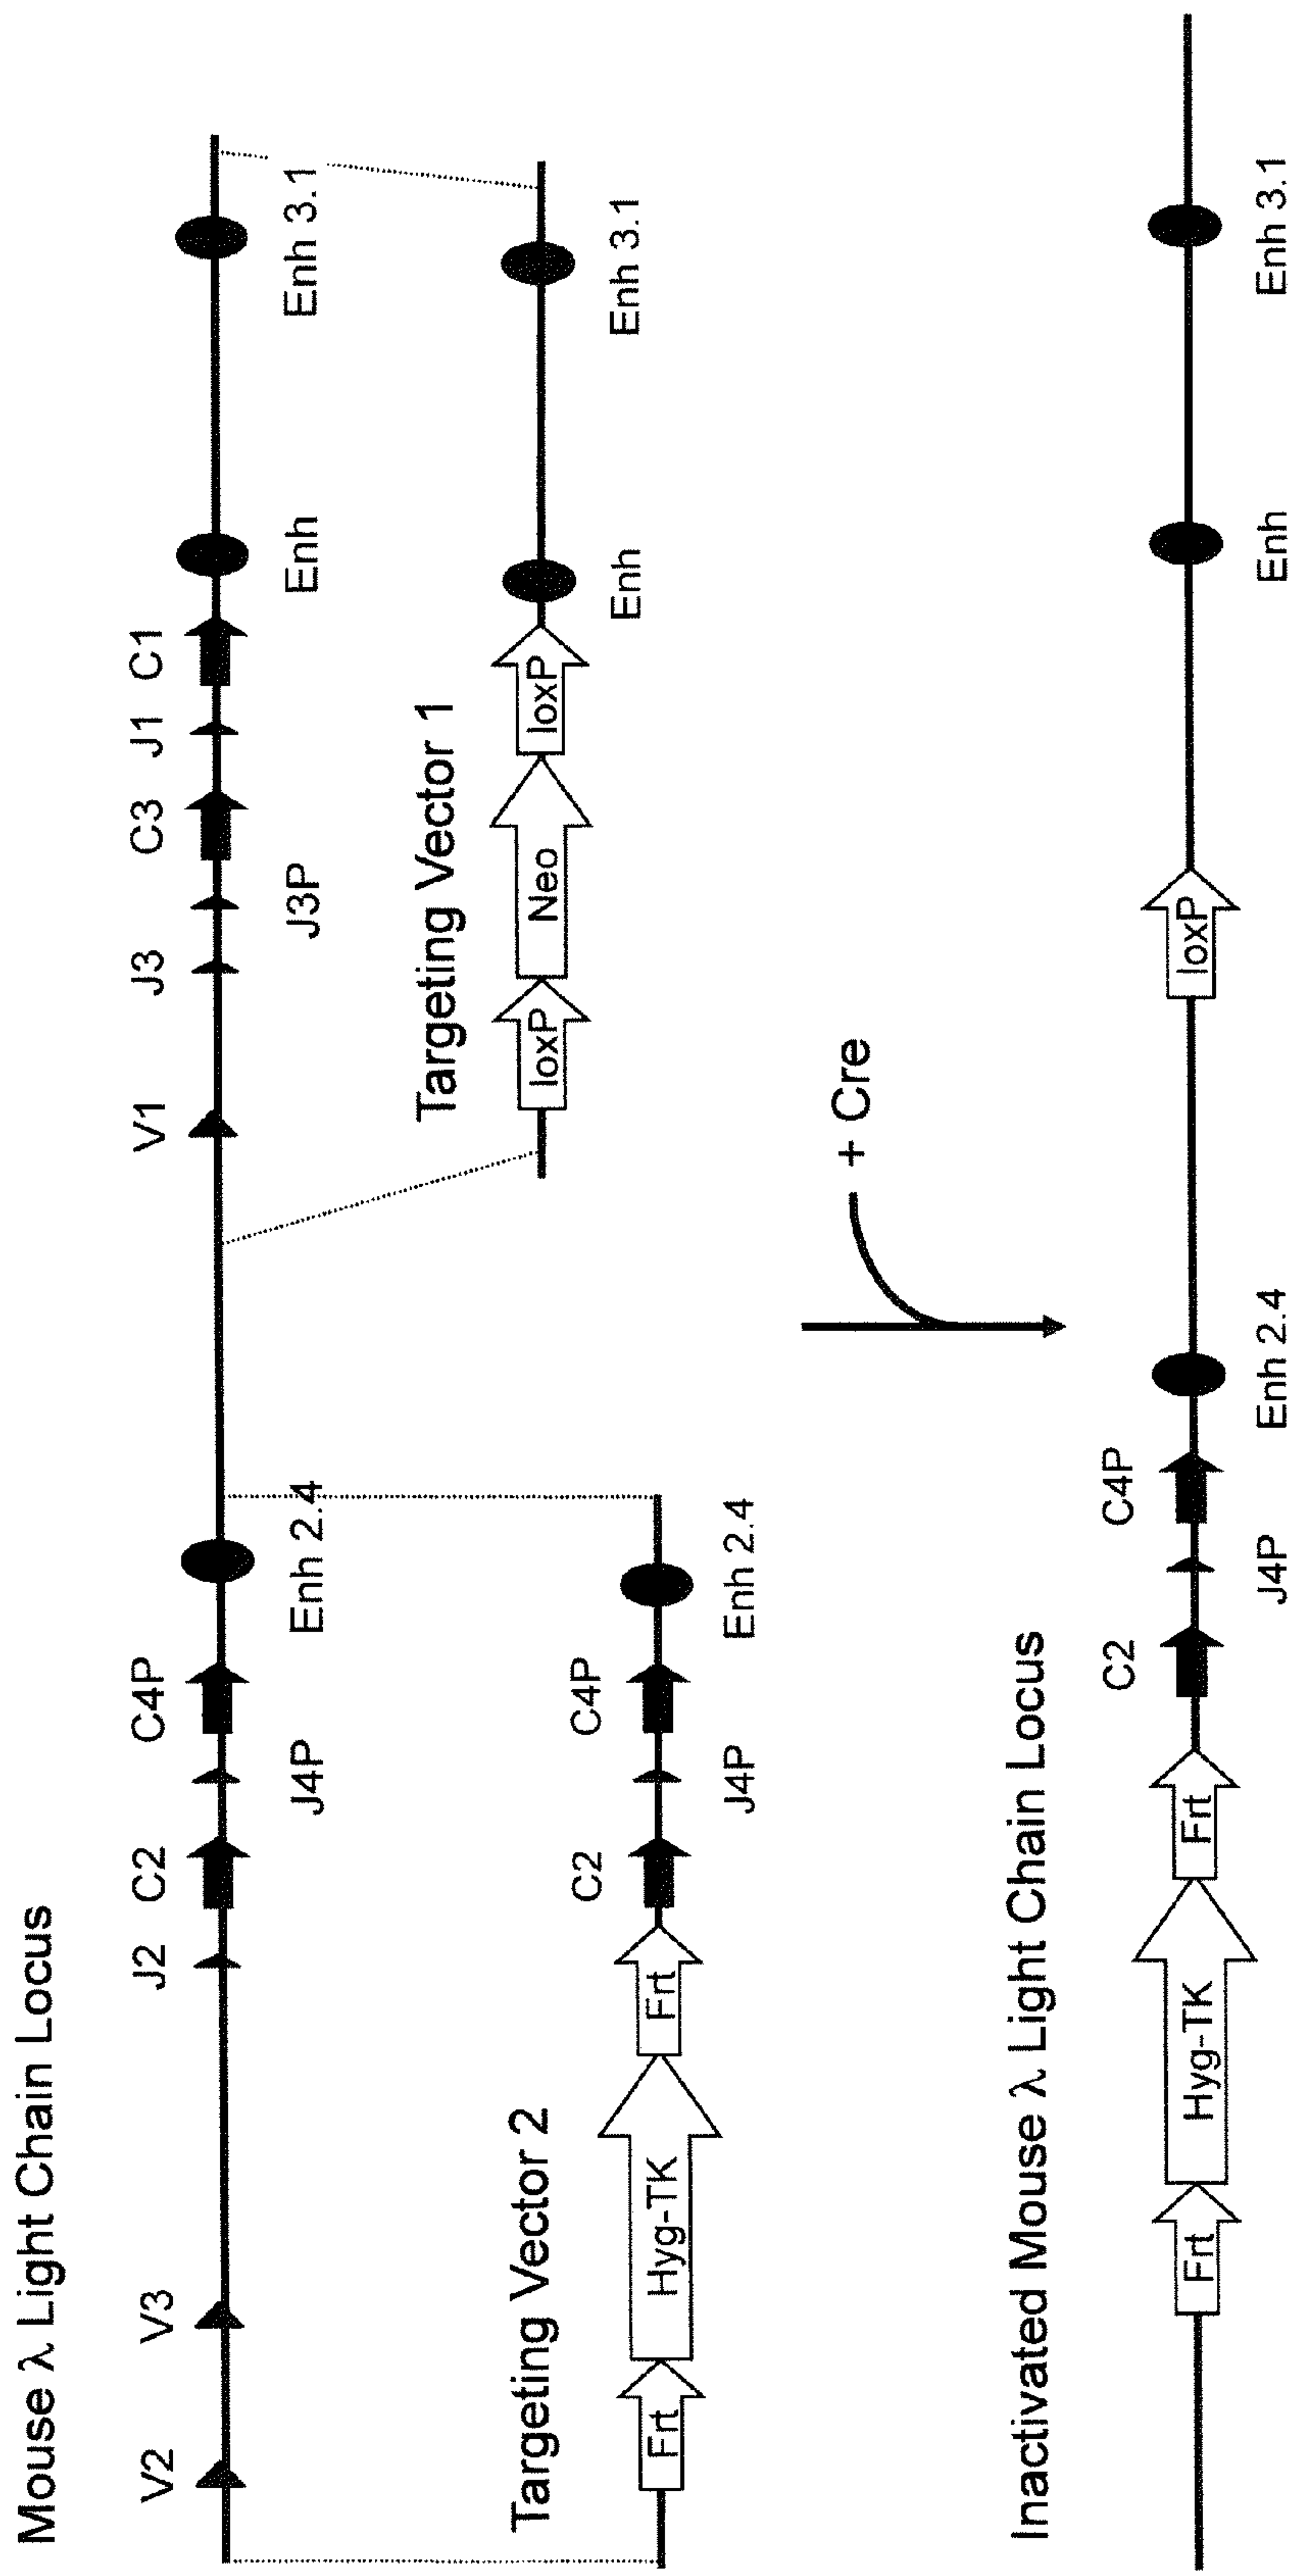 Mouse λ Light Chain Locus
V2 V3 J2 C2 C4P V1 J3 C3 J1 C1
J4P Enh 2.4 J3P Enh Enh 3.1
Targeting Vector 1
loxP Neo loxP
Enh Enh 3.1
Targeting Vector 2
C2 C4P
Frt Hyg-TK Frt
J4P Enh 2.4
+ Cre
Inactivated Mouse λ Light Chain Locus
C2 C4P
Frt Hyg-TK Frt loxP
J4P Enh 2.4 Enh Enh 3.1